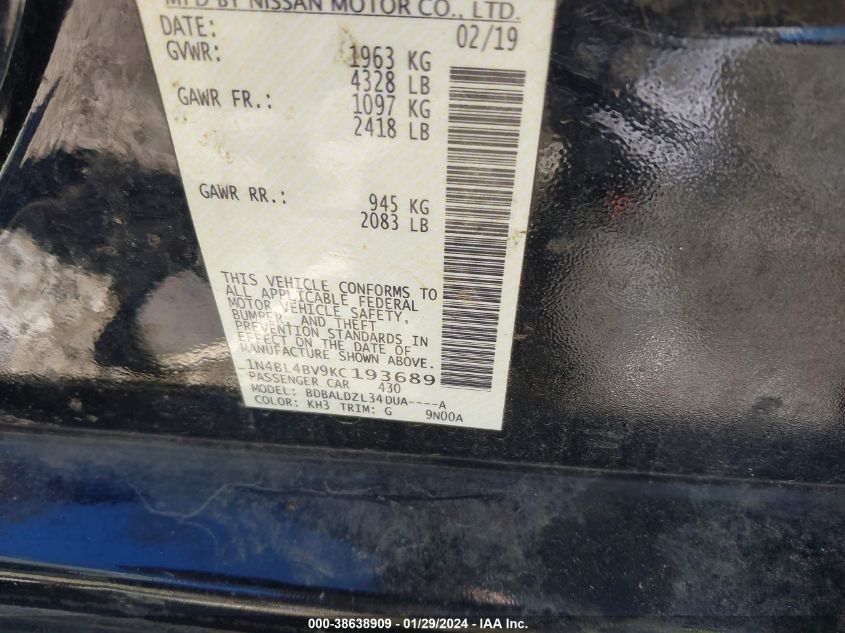 MFD BY NISSAN MOTOR CO., LTD.
DATE: 02/19
GVWR: 1963 KG
4328 LB
GAWR FR.: 1097 KG
2418 LB
GAWR RR.: 945 KG
2083 LB
THIS VEHICLE CONFORMS TO
ALL APPLICABLE FEDERAL
MOTOR VEHICLE SAFETY,
BUMPER, AND THEFT
PREVENTION STANDARDS IN
EFFECT ON THE DATE OF
MANUFACTURE SHOWN ABOVE.
1N4BL4BV9KC193689
PASSENGER CAR 430
MODEL: BDBALDZL34DUA----A
COLOR: KH3 TRIM: G 9N00A
000-38638909 - 01/29/2024 - IAA Inc.